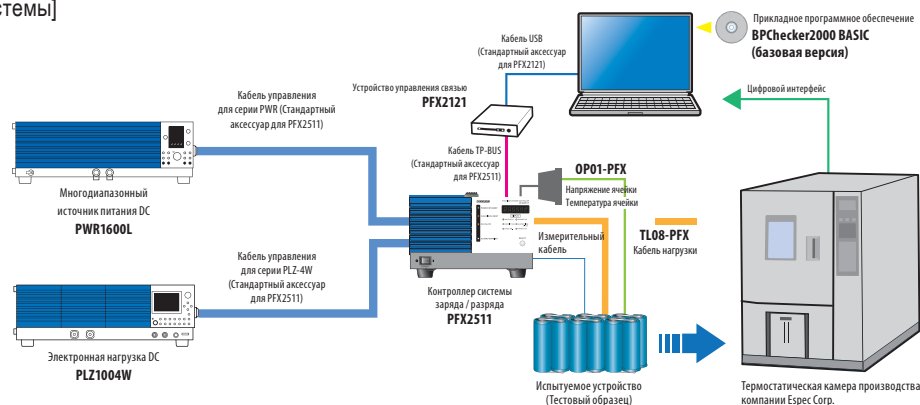 стемы]
Прикладное программное обеспечение
BPChecker2000 BASIC
(базовая версия)
Кабель USB
(Стандартный аксессуар
для PFX2121)
Устройство управления связью
PFX2121
Цифровой интерфейс
Кабель управления
для серии PWR (Стандартный
аксессуар для PFX2511)
Кабель TP-BUS
(Стандартный аксессуар
для PFX2511)
OP01-PFX
Напряжение ячейки
Температура ячейки
Многодиапазонный
источник питания DC
PWR1600L
Измерительный
кабель
TL08-PFX
Кабель нагрузки
Кабель управления
для серии PLZ-4W
(Стандартный аксессуар
для PFX2511)
Контроллер системы
заряда / разряда
PFX2511
Электронная нагрузка DC
PLZ1004W
Испытуемое устройство
(Тестовый образец)
Термостатическая камера производства
компании Espec Corp.